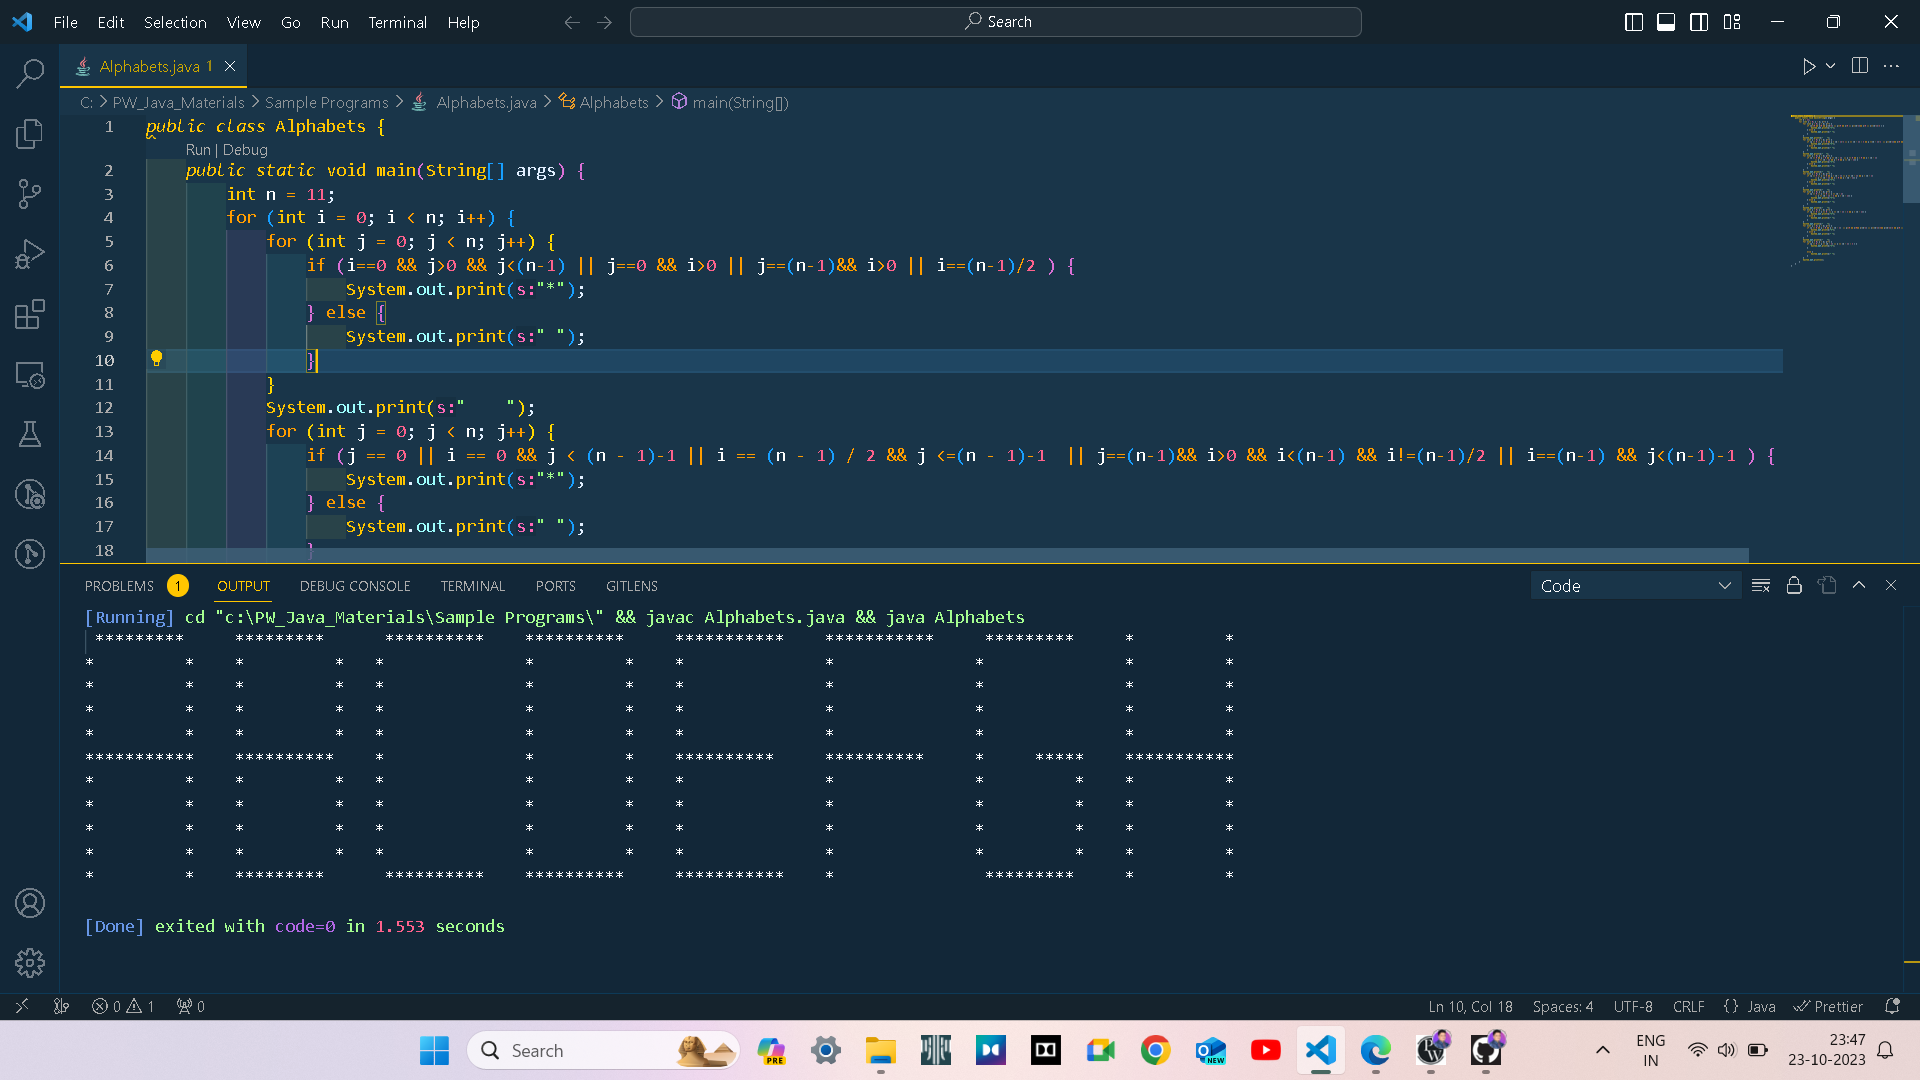 File Edit Selection View Go Run Terminal Help
Search
Alphabets.java 1
C: > PW_Java_Materials > Sample Programs > Alphabets.java > Alphabets > main(String[])
1 public class Alphabets {
Run | Debug
2 public static void main(String[] args) {
3 int n = 11;
4 for (int i = 0; i < n; i++) {
5 for (int j = 0; j < n; j++) {
6 if (i==0 && j>0 && j<(n-1) || j==0 && i>0 || j==(n-1)&& i>0 || i==(n-1)/2 ) {
7 System.out.print(s:"*");
8 } else {
9 System.out.print(s:" ");
10 }
11 }
12 System.out.print(s:"    ");
13 for (int j = 0; j < n; j++) {
14 if (j == 0 || i == 0 && j < (n - 1)-1 || i == (n - 1) / 2 && j <=(n - 1)-1  || j==(n-1)&& i>0 && i<(n-1) && i!=(n-1)/2 || i==(n-1) && j<(n-1)-1 ) {
15 System.out.print(s:"*");
16 } else {
17 System.out.print(s:" ");
18 }
PROBLEMS 1 OUTPUT DEBUG CONSOLE TERMINAL PORTS GITLENS Code
[Running] cd "c:\PW_Java_Materials\Sample Programs\" && javac Alphabets.java && java Alphabets
 *********     *********      **********    **********     ***********    ***********     *********     *         *
*         *    *         *   *              *         *    *              *              *              *         *
*         *    *         *   *              *         *    *              *              *              *         *
*         *    *         *   *              *         *    *              *              *              *         *
*         *    *         *   *              *         *    *              *              *              *         *
***********    **********    *              *         *    **********     **********     *     *****    ***********
*         *    *         *   *              *         *    *              *              *         *    *         *
*         *    *         *   *              *         *    *              *              *         *    *         *
*         *    *         *   *              *         *    *              *              *         *    *         *
*         *    *         *   *              *         *    *              *              *         *    *         *
*         *    *********      **********    **********     ***********    *               *********     *         *
[Done] exited with code=0 in 1.553 seconds
0 1 0 Ln 10, Col 18 Spaces: 4 UTF-8 CRLF {} Java Prettier
Search PRE NEW ENG 23:47
IN 23-10-2023